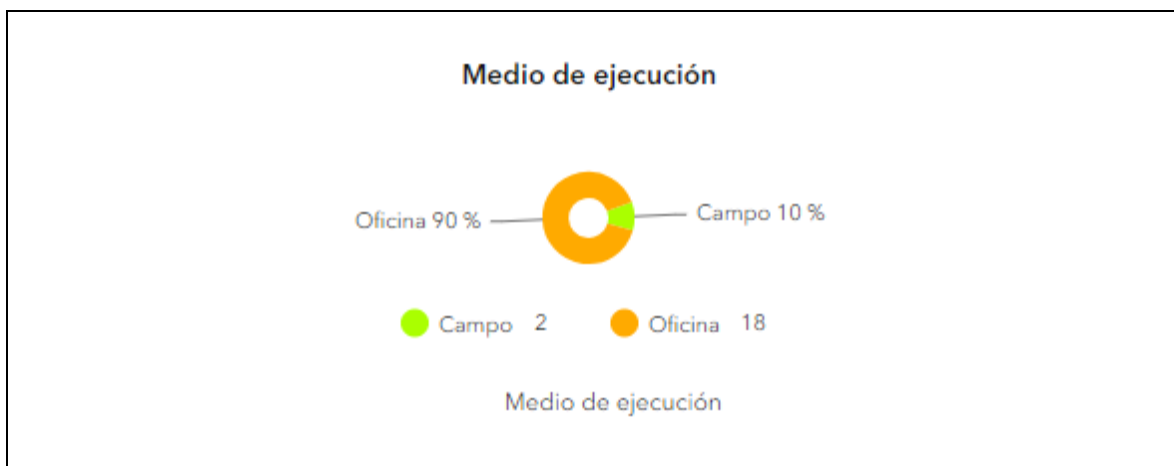 Medio de ejecución
Oficina 90 %
Campo 10 %
Campo 2
Oficina 18
Medio de ejecución